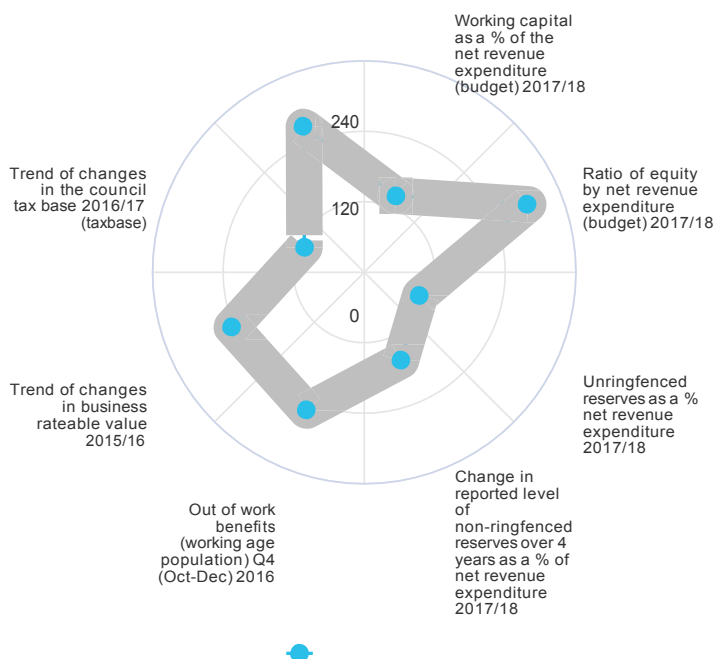 Working capital
as a % of the
net revenue
expenditure
(budget) 2017/18
240
Trend of changes
in the council
tax base 2016/17
(taxbase)
Ratio of equity
by net revenue
expenditure
(budget) 2017/18
120
0
Trend of changes
in business
rateable value
2015/16
Unringfenced
reserves as a %
net revenue
expenditure
2017/18
Out of work
benefits
(working age
population) Q4
(Oct-Dec) 2016
Change in
reported level
of
non-ringfenced
reserves over 4
years as a % of
net revenue
expenditure
2017/18